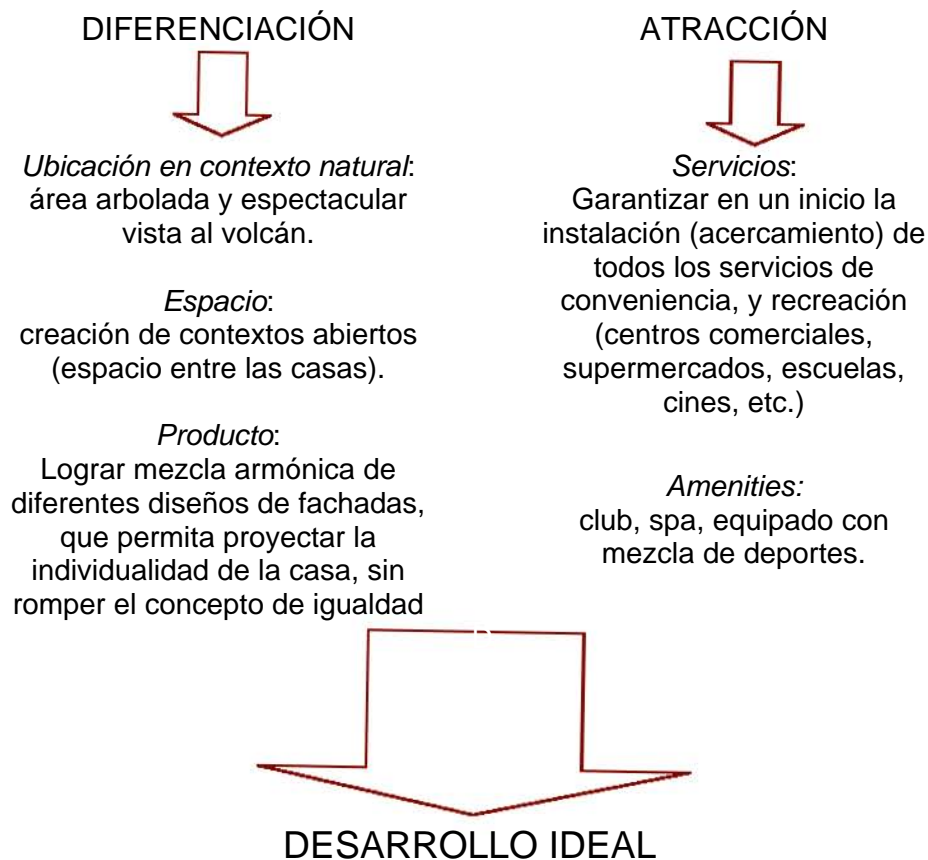 DIFERENCIACIÓN
Ubicación en contexto natural:
área arbolada y espectacular
vista al volcán.
Espacio:
creación de contextos abiertos
(espacio entre las casas).
Producto:
Lograr mezcla armónica de
diferentes diseños de fachadas,
que permita proyectar la
individualidad de la casa, sin
romper el concepto de igualdad
ATRACCIÓN
Servicios:
Garantizar en un inicio la
instalación (acercamiento) de
todos los servicios de
conveniencia, y recreación
(centros comerciales,
supermercados, escuelas,
cines, etc.)
Amenities:
club, spa, equipado con
mezcla de deportes.
DESARROLLO IDEAL